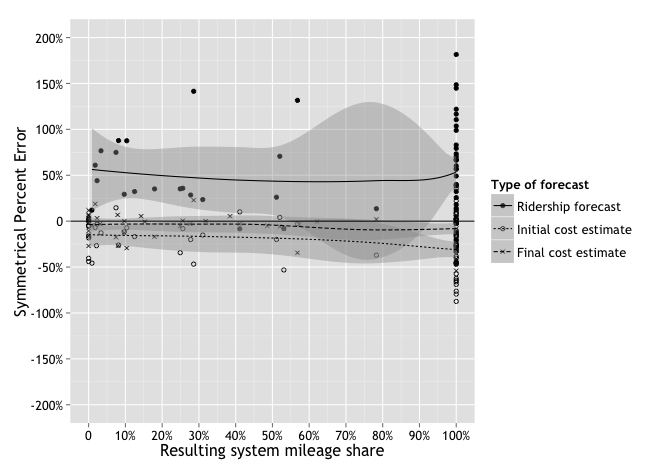 200%
150%
100%
50%
0
-50%
-100%
-150%
-200%
Symmetrical Percent Error
0 10% 20% 30% 40% 50% 60% 70% 80% 90% 100%
Resulting system mileage share
Type of forecast
Ridership forecast
Initial cost estimate
Final cost estimate